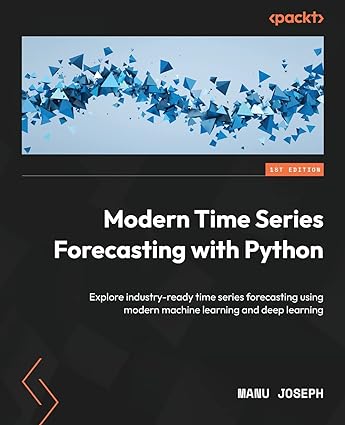 <packt>
1ST EDITION
Modern Time Series
Forecasting with Python
Explore industry-ready time series forecasting using
modern machine learning and deep learning
MANU JOSEPH